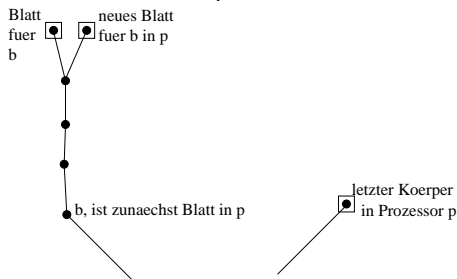 Blatt
fuer
b
neues Blatt
fuer b in p
b, ist zunaechst Blatt in p
letzter Koerper
in Prozessor p